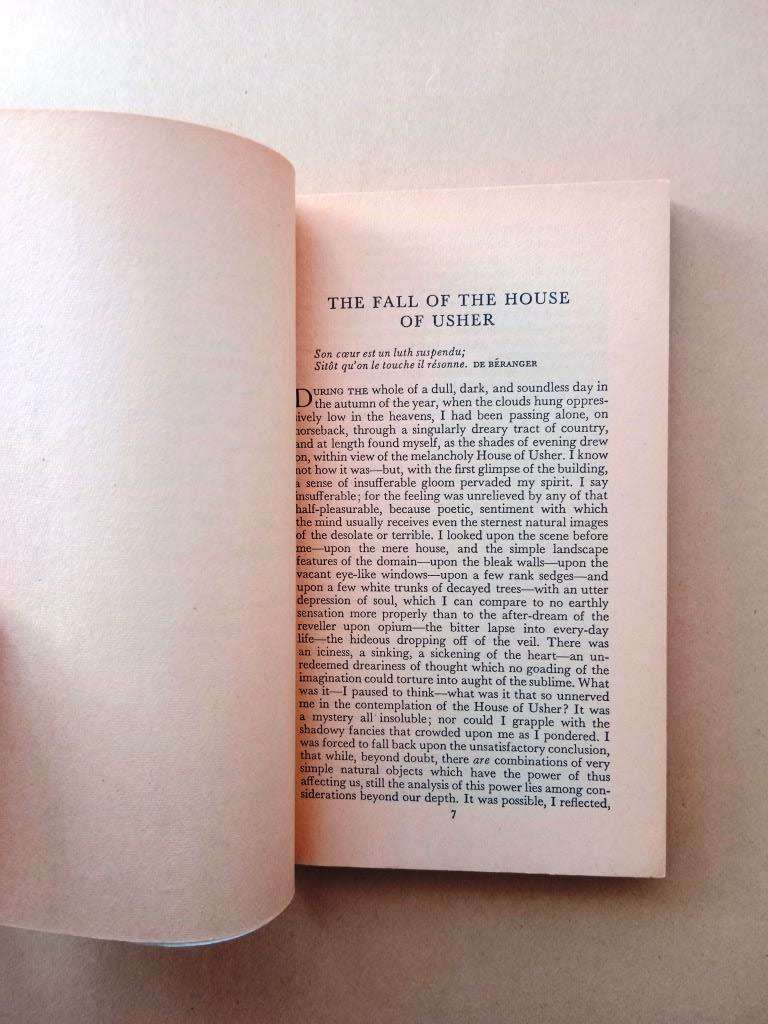 THE FALL OF THE HOUSE
OF USHER
Son cœur est un luth suspendu;
Sitôt qu'on le touche il résonne. DE BÉRANGER
DURING THE whole of a dull, dark, and soundless day in
the autumn of the year, when the clouds hung oppres-
sively low in the heavens, I had been passing alone, on
horseback, through a singularly dreary tract of country,
and at length found myself, as the shades of evening drew
on, within view of the melancholy House of Usher. I know
not how it was—but, with the first glimpse of the building,
a sense of insufferable gloom pervaded my spirit. I say
insufferable; for the feeling was unrelieved by any of that
half-pleasurable, because poetic, sentiment with which
the mind usually receives even the sternest natural images
of the desolate or terrible. I looked upon the scene before
me—upon the mere house, and the simple landscape
features of the domain—upon the bleak walls—upon the
vacant eye-like windows—upon a few rank sedges—and
upon a few white trunks of decayed trees—with an utter
depression of soul, which I can compare to no earthly
sensation more properly than to the after-dream of the
reveller upon opium—the bitter lapse into every-day
life—the hideous dropping off of the veil. There was
an iciness, a sinking, a sickening of the heart—an un-
redeemed dreariness of thought which no goading of the
imagination could torture into aught of the sublime. What
was it—I paused to think—what was it that so unnerved
me in the contemplation of the House of Usher? It was
a mystery all insoluble; nor could I grapple with the
shadowy fancies that crowded upon me as I pondered. I
was forced to fall back upon the unsatisfactory conclusion,
that while, beyond doubt, there are combinations of very
simple natural objects which have the power of thus
affecting us, still the analysis of this power lies among con-
siderations beyond our depth. It was possible, I reflected,
7